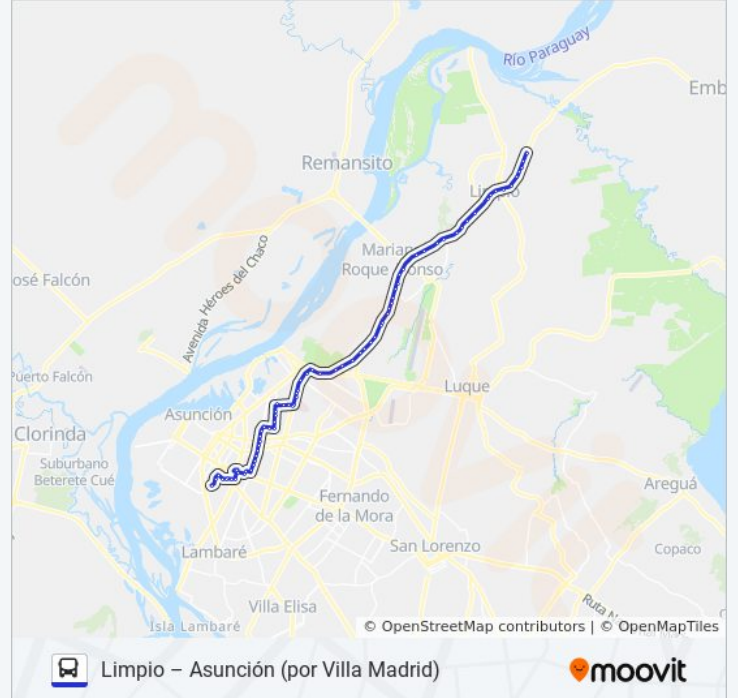 Río Paraguay
Emb
Remansito
Limpio
Marian
Roque Alonso
osé Falcón
Avenida Héroes del Chaco
Puerto Falcón
Luque
Asunción
Clorinda
Suburbano
Beterete Cué
Areguá
Fernando
de la Mora
San Lorenzo
Lambaré
Copaco
Villa Elisa
Ruta N
Isla Lambaré
© OpenStreetMap contributors | © OpenMapTiles
Limpio – Asunción (por Villa Madrid)
moovit